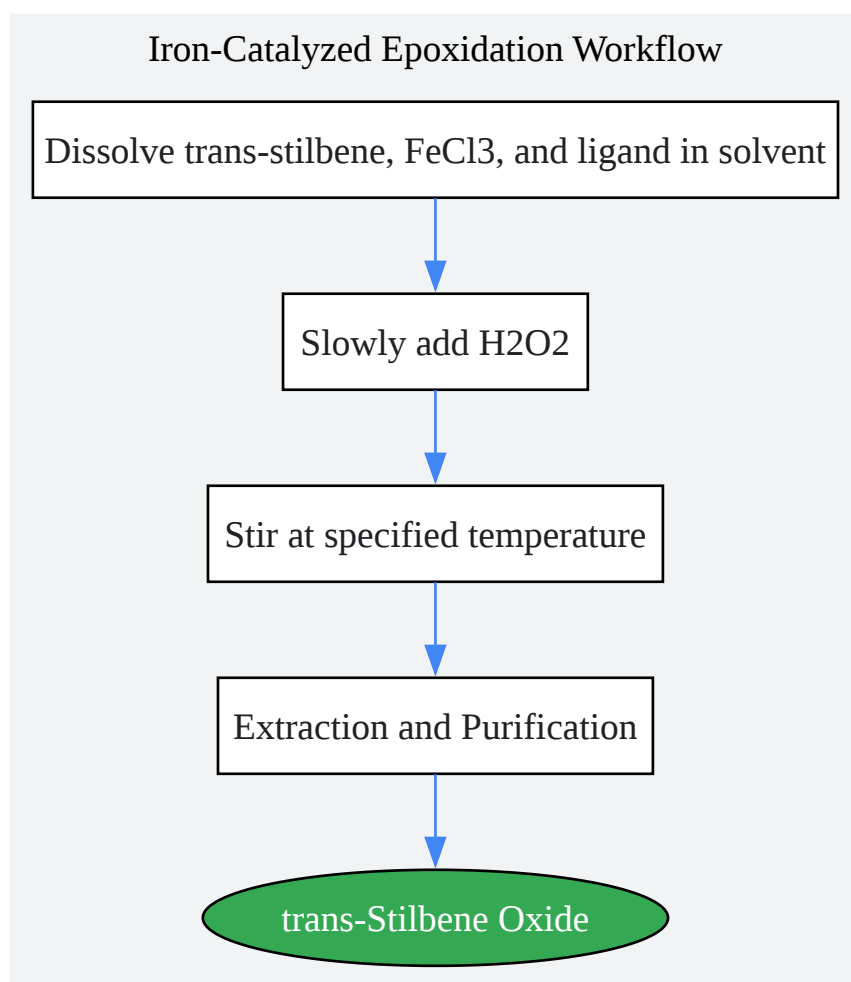 Iron-Catalyzed Epoxidation Workflow
Dissolve trans-stilbene, FeCl3, and ligand in solvent
Slowly add H2O2
Stir at specified temperature
Extraction and Purification
trans-Stilbene Oxide